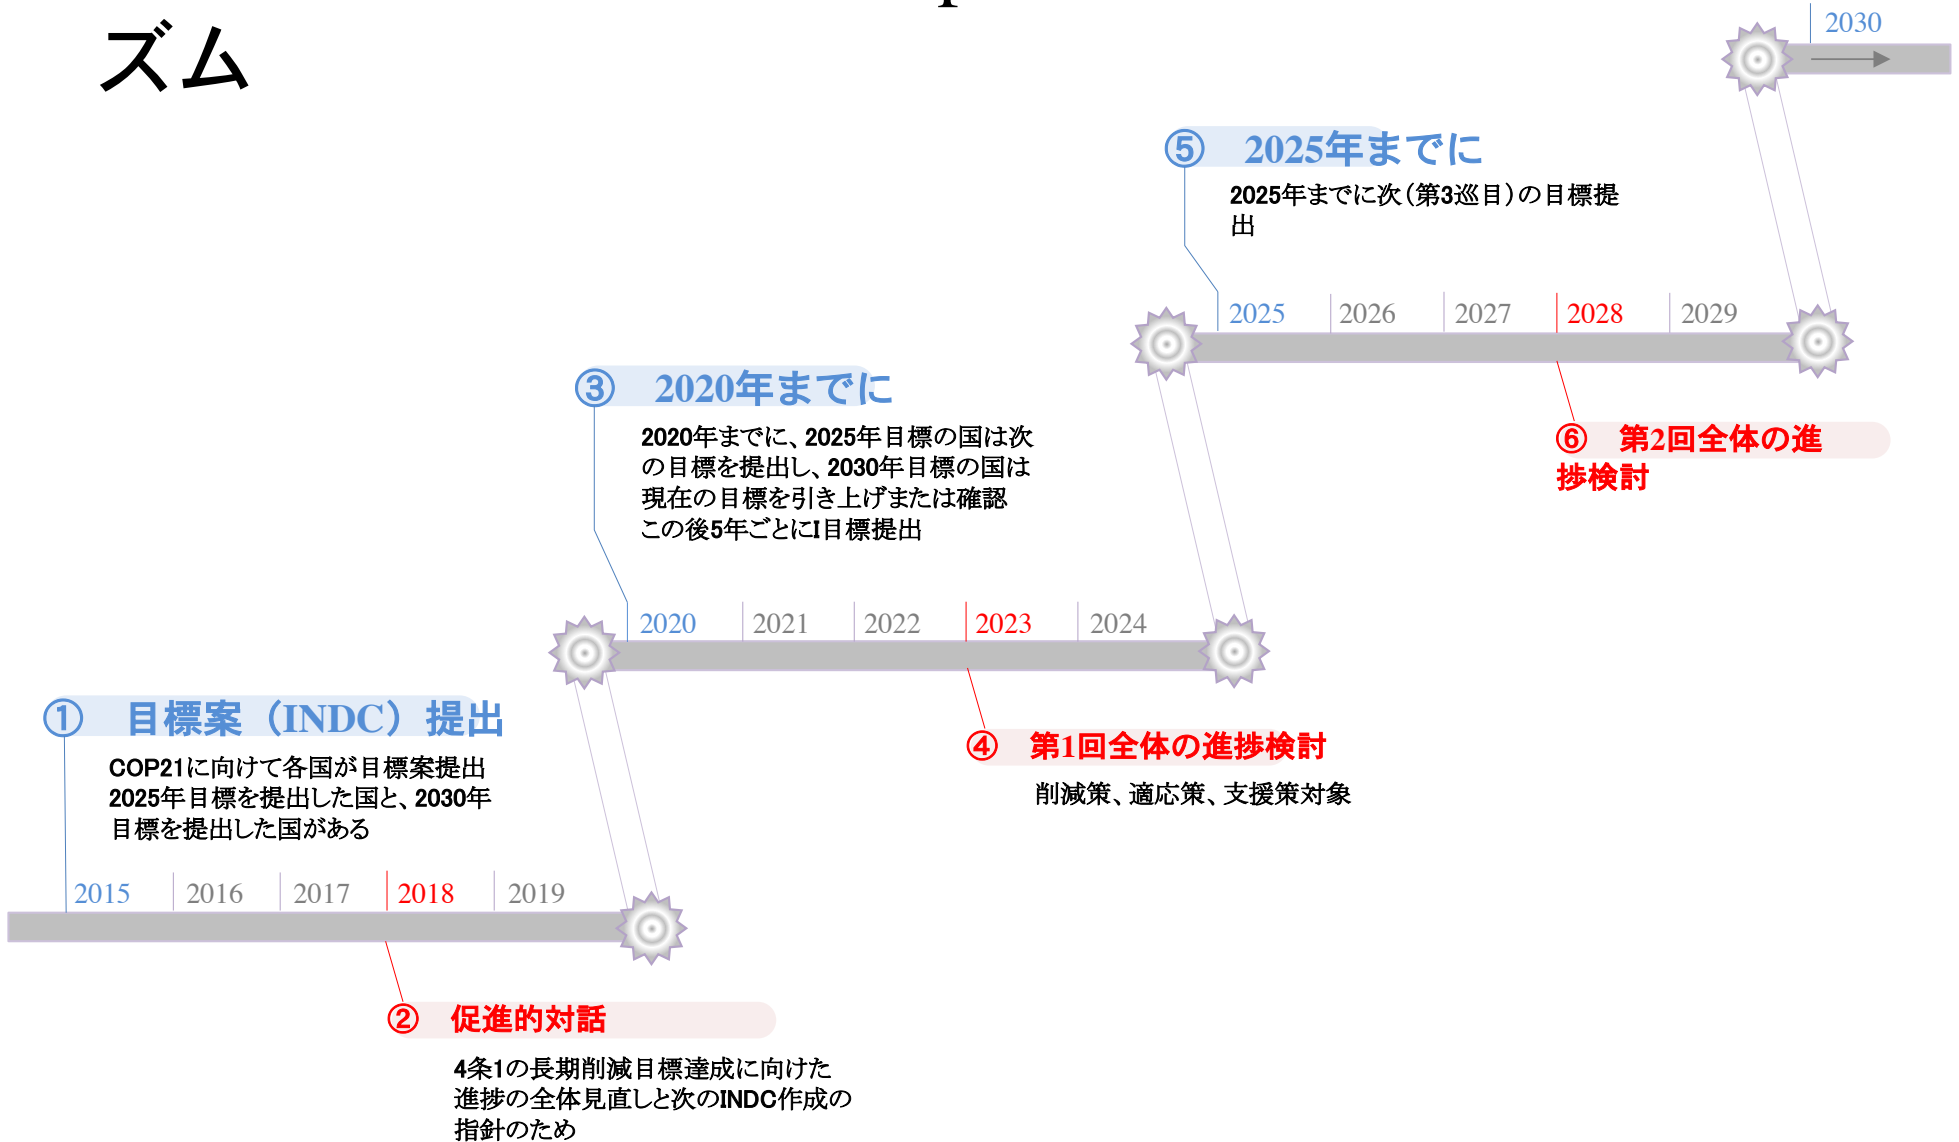 ズム
2030
⑤ 2025年までに
2025年までに次(第3巡目)の目標提
出
2025 2026 2027 2028 2029
③ 2020年までに
2020年までに、2025年目標の国は次
の目標を提出し、2030年目標の国は
現在の目標を引き上げまたは確認
この後5年ごとにI目標提出
⑥ 第2回全体の進
捗検討
2020 2021 2022 2023 2024
① 目標案(INDC)提出
COP21に向けて各国が目標案提出
2025年目標を提出した国と、2030年
目標を提出した国がある
④ 第1回全体の進捗検討
削減策、適応策、支援策対象
2015 2016 2017 2018 2019
② 促進的対話
4条1の長期削減目標達成に向けた
進捗の全体見直しと次のINDC作成の
指針のため